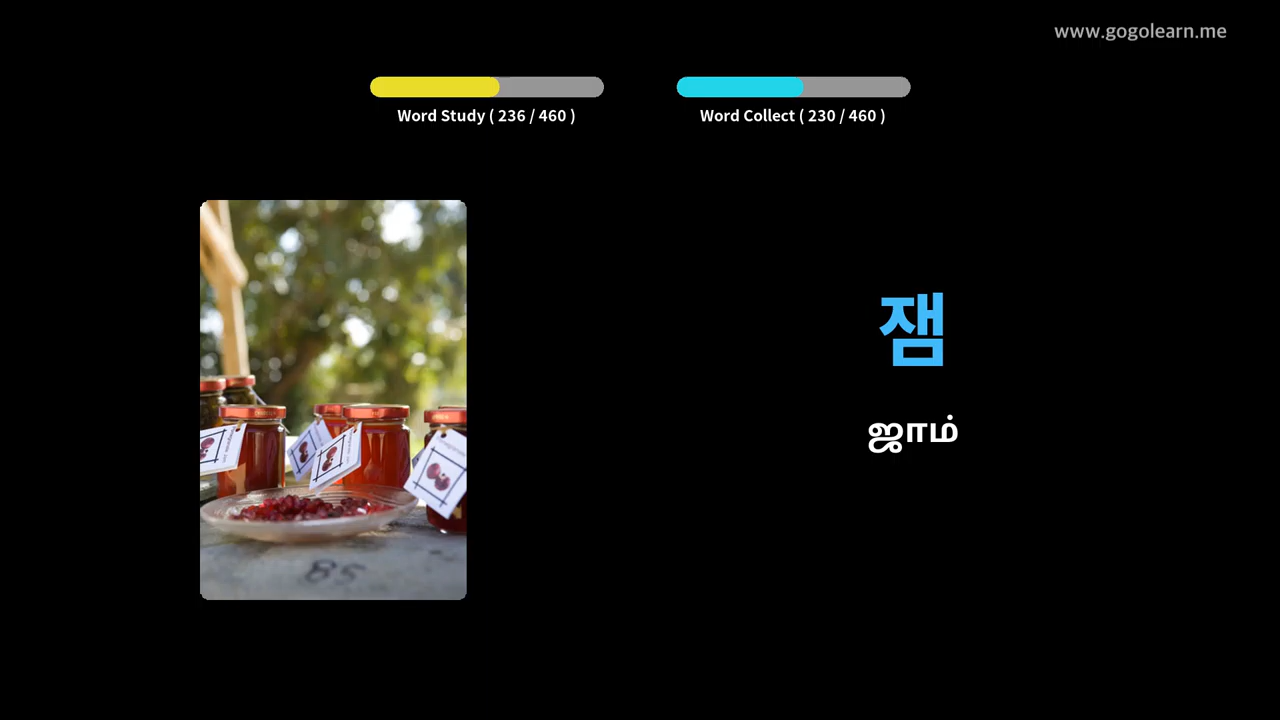 www.gogolearn.me
Word Study ( 236 / 460 )
Word Collect ( 230 / 460 )
잼
ஜாம்
85